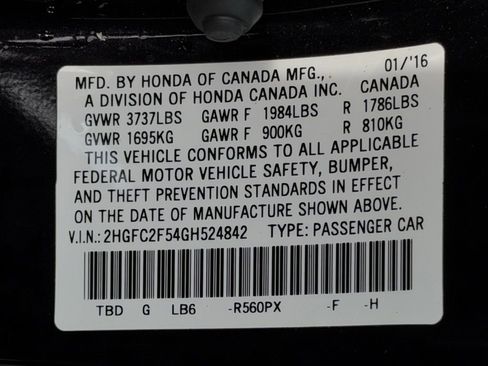 MFD. BY HONDA OF CANADA MFG., 01/'16
A DIVISION OF HONDA CANADA INC. CANADA
GVWR 3737LBS GAWR F 1984LBS R 1786LBS
GVWR 1695KG GAWR F 900KG R 810KG
THIS VEHICLE CONFORMS TO ALL APPLICABLE
FEDERAL MOTOR VEHICLE SAFETY, BUMPER,
AND THEFT PREVENTION STANDARDS IN EFFECT
ON THE DATE OF MANUFACTURE SHOWN ABOVE.
V.I.N.: 2HGFC2F54GH524842 TYPE: PASSENGER CAR
TBD G LB6 -R560PX -F -H